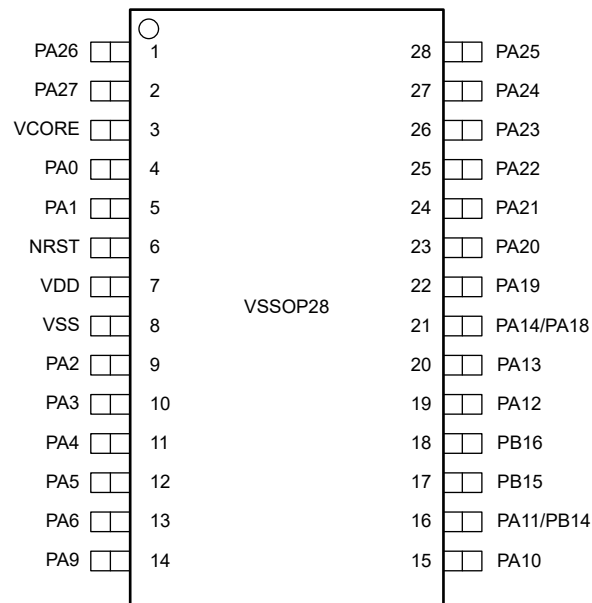 PA26 1 28 PA25
PA27 2 27 PA24
VCORE 3 26 PA23
PA0 4 25 PA22
PA1 5 24 PA21
NRST 6 23 PA20
VDD 7 22 PA19
VSSOP28
VSS 8 21 PA14/PA18
PA2 9 20 PA13
PA3 10 19 PA12
PA4 11 18 PB16
PA5 12 17 PB15
PA6 13 16 PA11/PB14
PA9 14 15 PA10